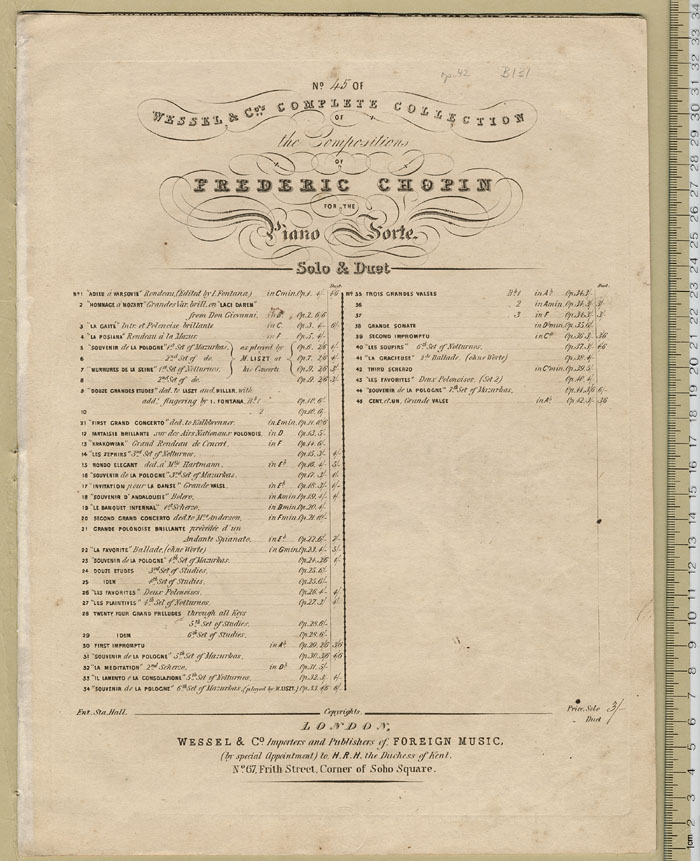 op. 42 B131
No 45 OF
WESSEL & Co's COMPLETE COLLECTION
OF
the Compositions
OF
FREDERIC CHOPIN
FOR THE
Piano Forte.
Solo & Duet
No 1 "ADIEU à VARSOVIE" Rondeau, (Edited by I. Fontana) in C min. Op. 1. 4/-
2 "HOMMAGE à MOZART" Grandes Var. brill. on "LACI DAREM"
from Don Giovanni, Op. 2. 6/6
3 "LA GAITÉ" Intr. et Polonoise brillante in C Op. 3. 4/-
4 "LA POSIANA" Rondeau à la Mazur. in F Op. 5. 4/-
5 "SOUVENIR de LA POLOGNE" 1st Set of Mazurkas, as played by Op. 6.
6 2nd Set of do. M. LISZT at Op. 7.
7 "MURMURES DE LA SEINE" 1st Set of Notturnos, his Concerts Op. 9.
8 2nd Set of do. Op. 9.
9 "DOUZE GRANDES ETUDES" ded. to LISZT and HILLER, with
add. fingering by I. FONTANA. Bk 1 Op. 10. 6/-
10 2 Op. 10. 6/-
11 "FIRST GRAND CONCERTO" ded. to Kalkbrenner. in E min. Op. 11.
12 FANTAISIE BRILLANTE sur des Airs Nationaux POLONOIS, in D Op. 13. 5/-
13 "KRAKOWIAK" Grand Rondeau de Concert, in F Op. 14. 6/-
14 "LES ZEPHIRS" 3rd Set of Notturnos, Op. 15. 3/-
15 RONDO ELEGANT ded. à Mlle Hartmann, in E♭ Op. 16. 4/-
16 "SOUVENIR de LA POLOGNE" 3rd Set of Mazurkas, Op. 17.
17 "INVITATION pour LA DANSE" Grande VALSE, in E♭ Op. 18.
18 "SOUVENIR D'ANDALOUSIE" Bolero, in A min. Op. 19. 4/-
19 "LE BANQUET INFERNAL" 1st Scherzo, in B min. Op. 20. 4/-
20 SECOND GRAND CONCERTO ded. to Mrs Anderson, in F min. Op. 21.
21 GRANDE POLONOISE BRILLANTE précédée d'un
Andante Spianato, in E♭ Op. 22. 6/-
22 "LA FAVORITE" Ballade, (ohne Worte) in G min. Op. 23. 4/-
23 "SOUVENIR de LA POLOGNE" 4th Set of Mazurkas, Op. 24.
24 DOUZE ETUDES 3rd Set of Studies, Op. 25. 6/-
25 IDEM 4th Set of Studies, Op. 25. 6/-
26 "LES FAVORITES" Deux Polonoises, Op. 26. 4/-
27 "LES PLAINTIVES" 4th Set of Notturnos, Op. 27.
28 TWENTY FOUR GRAND PRELUDES through all Keys
5th Set of Studies, Op. 28. 6/-
29 IDEM 6th Set of Studies, Op. 28. 6/-
30 FIRST IMPROMPTU in A♭ Op. 29.
31 "SOUVENIR de LA POLOGNE" 5th Set of Mazurkas, Op. 30.
32 "LA MEDITATION" 2nd Scherzo, in D♭ Op. 31. 5/-
33 "IL LAMENTO e LA CONSOLAZIONE" 5th Set of Notturnos, Op. 32.
34 "SOUVENIR de LA POLOGNE" 6th Set of Mazurkas, (played by M. LISZT.) Op. 33.
Duet.
No 35 TROIS GRANDES VALSES No 1 in A♭ Op. 34. 3/-
36 2 in A min. Op. 34. 3/-
37 3 in F Op. 34. 3/-
38 GRANDE SONATE Op. 35.
39 SECOND IMPROMPTU Op. 36.
40 "LES SOUPIRS" 6th Set of Notturnos, Op. 37.
41 "LA GRACIEUSE" 2nd Ballade, (ohne Worte) Op. 38. 4/-
42 THIRD SCHERZO in C♯ min. Op. 39. 5/-
43 "LES FAVORITES" Deux Polonoises, (Set 2) Op. 40. 4/-
44 "SOUVENIR de LA POLOGNE" 7th Set of Mazurkas, Op. 41.
45 CENT. et. UN, Grande VALSE in A♭ Op. 42. 3/-
Ent. Sta. Hall. Copyrights. Price, Solo 3/-
Duet
LONDON,
WESSEL & Co Importers and Publishers of FOREIGN MUSIC,
(by special Appointment) to H.R.H. the Duchess of Kent,
No 67, Frith Street, Corner of Soho Square.